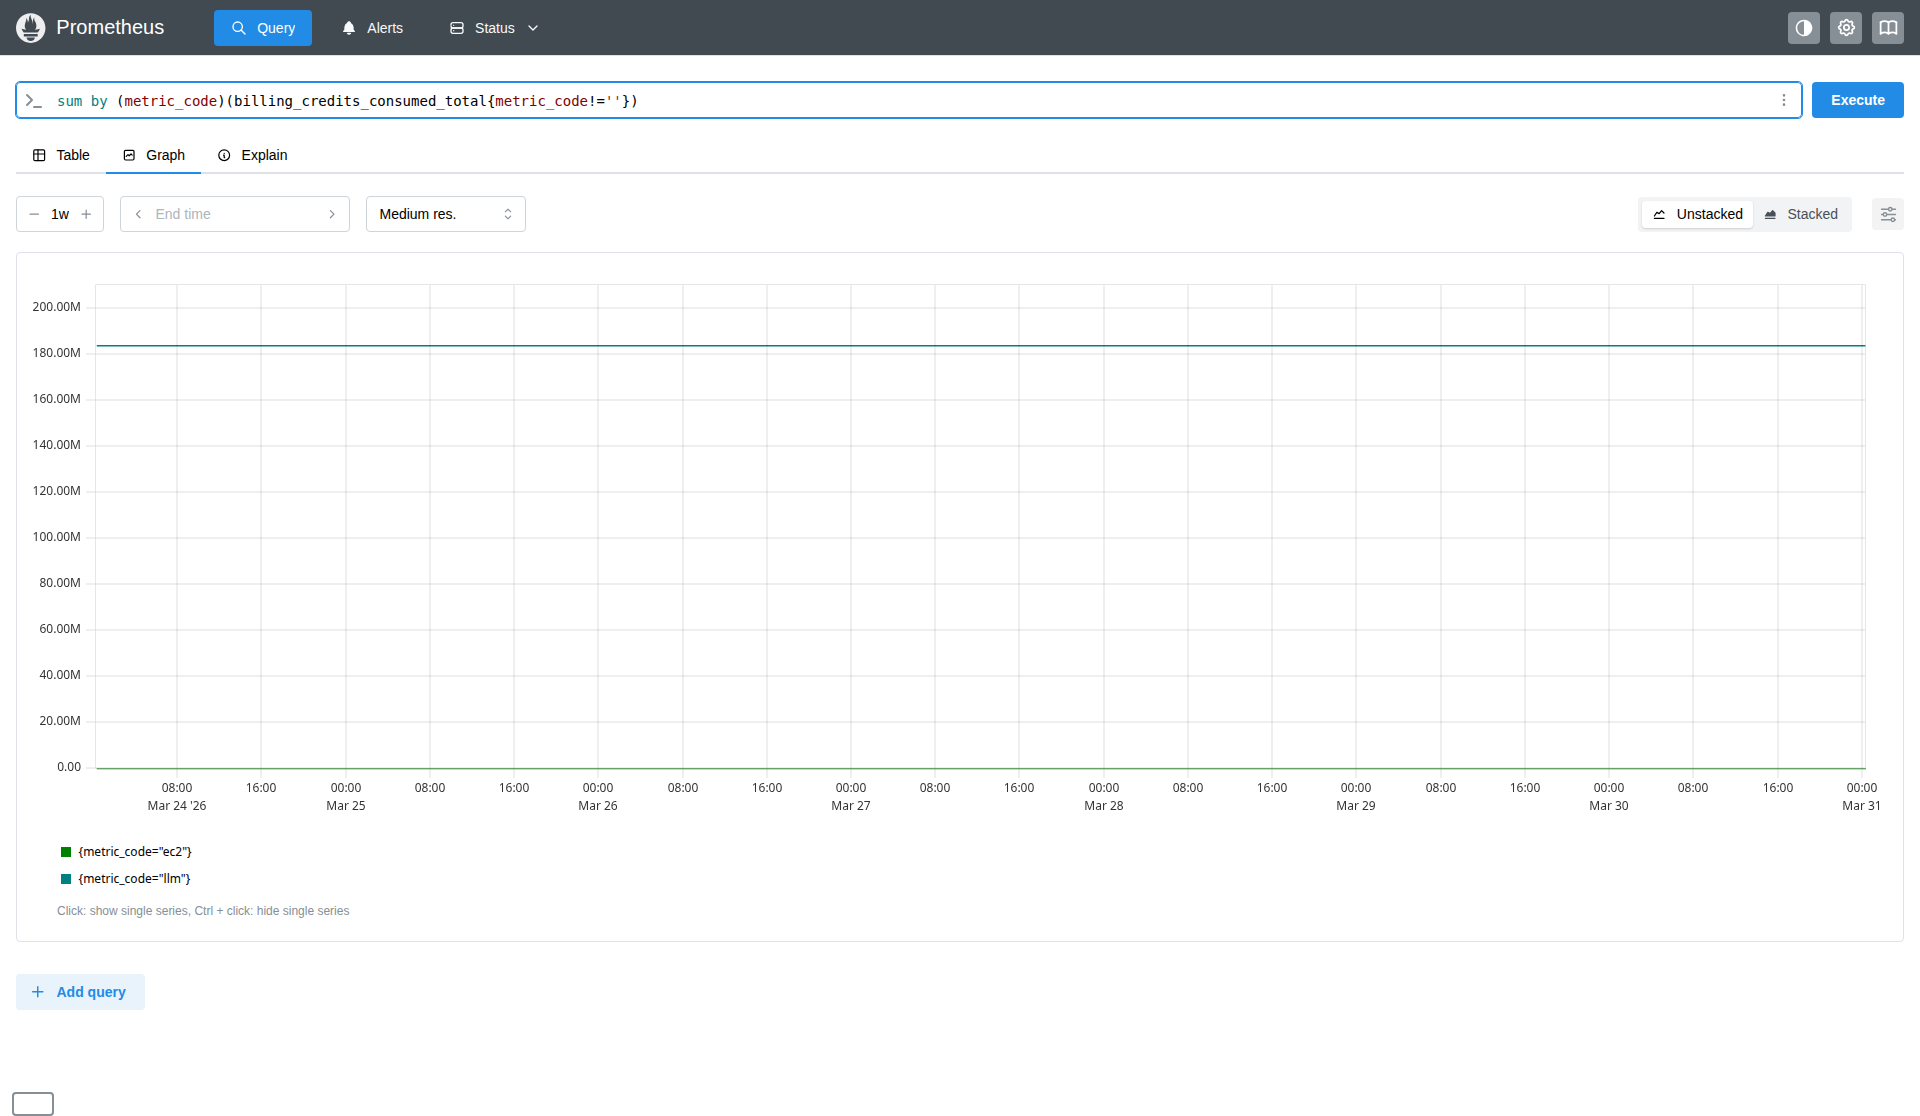 Prometheus
Query
Alerts
Status
sum by (metric_code)(billing_credits_consumed_total{metric_code!=''})
Execute
Table
Graph
Explain
1w
End time
Medium res.
Unstacked
Stacked
200.00M
180.00M
160.00M
140.00M
120.00M
100.00M
80.00M
60.00M
40.00M
20.00M
0.00
08:00 16:00 00:00 08:00 16:00 00:00 08:00 16:00 00:00 08:00 16:00 00:00 08:00 16:00 00:00 08:00 16:00 00:00 08:00 16:00 00:00
Mar 24 '26 Mar 25 Mar 26 Mar 27 Mar 28 Mar 29 Mar 30 Mar 31
{metric_code="ec2"}
{metric_code="llm"}
Click: show single series, Ctrl + click: hide single series
Add query